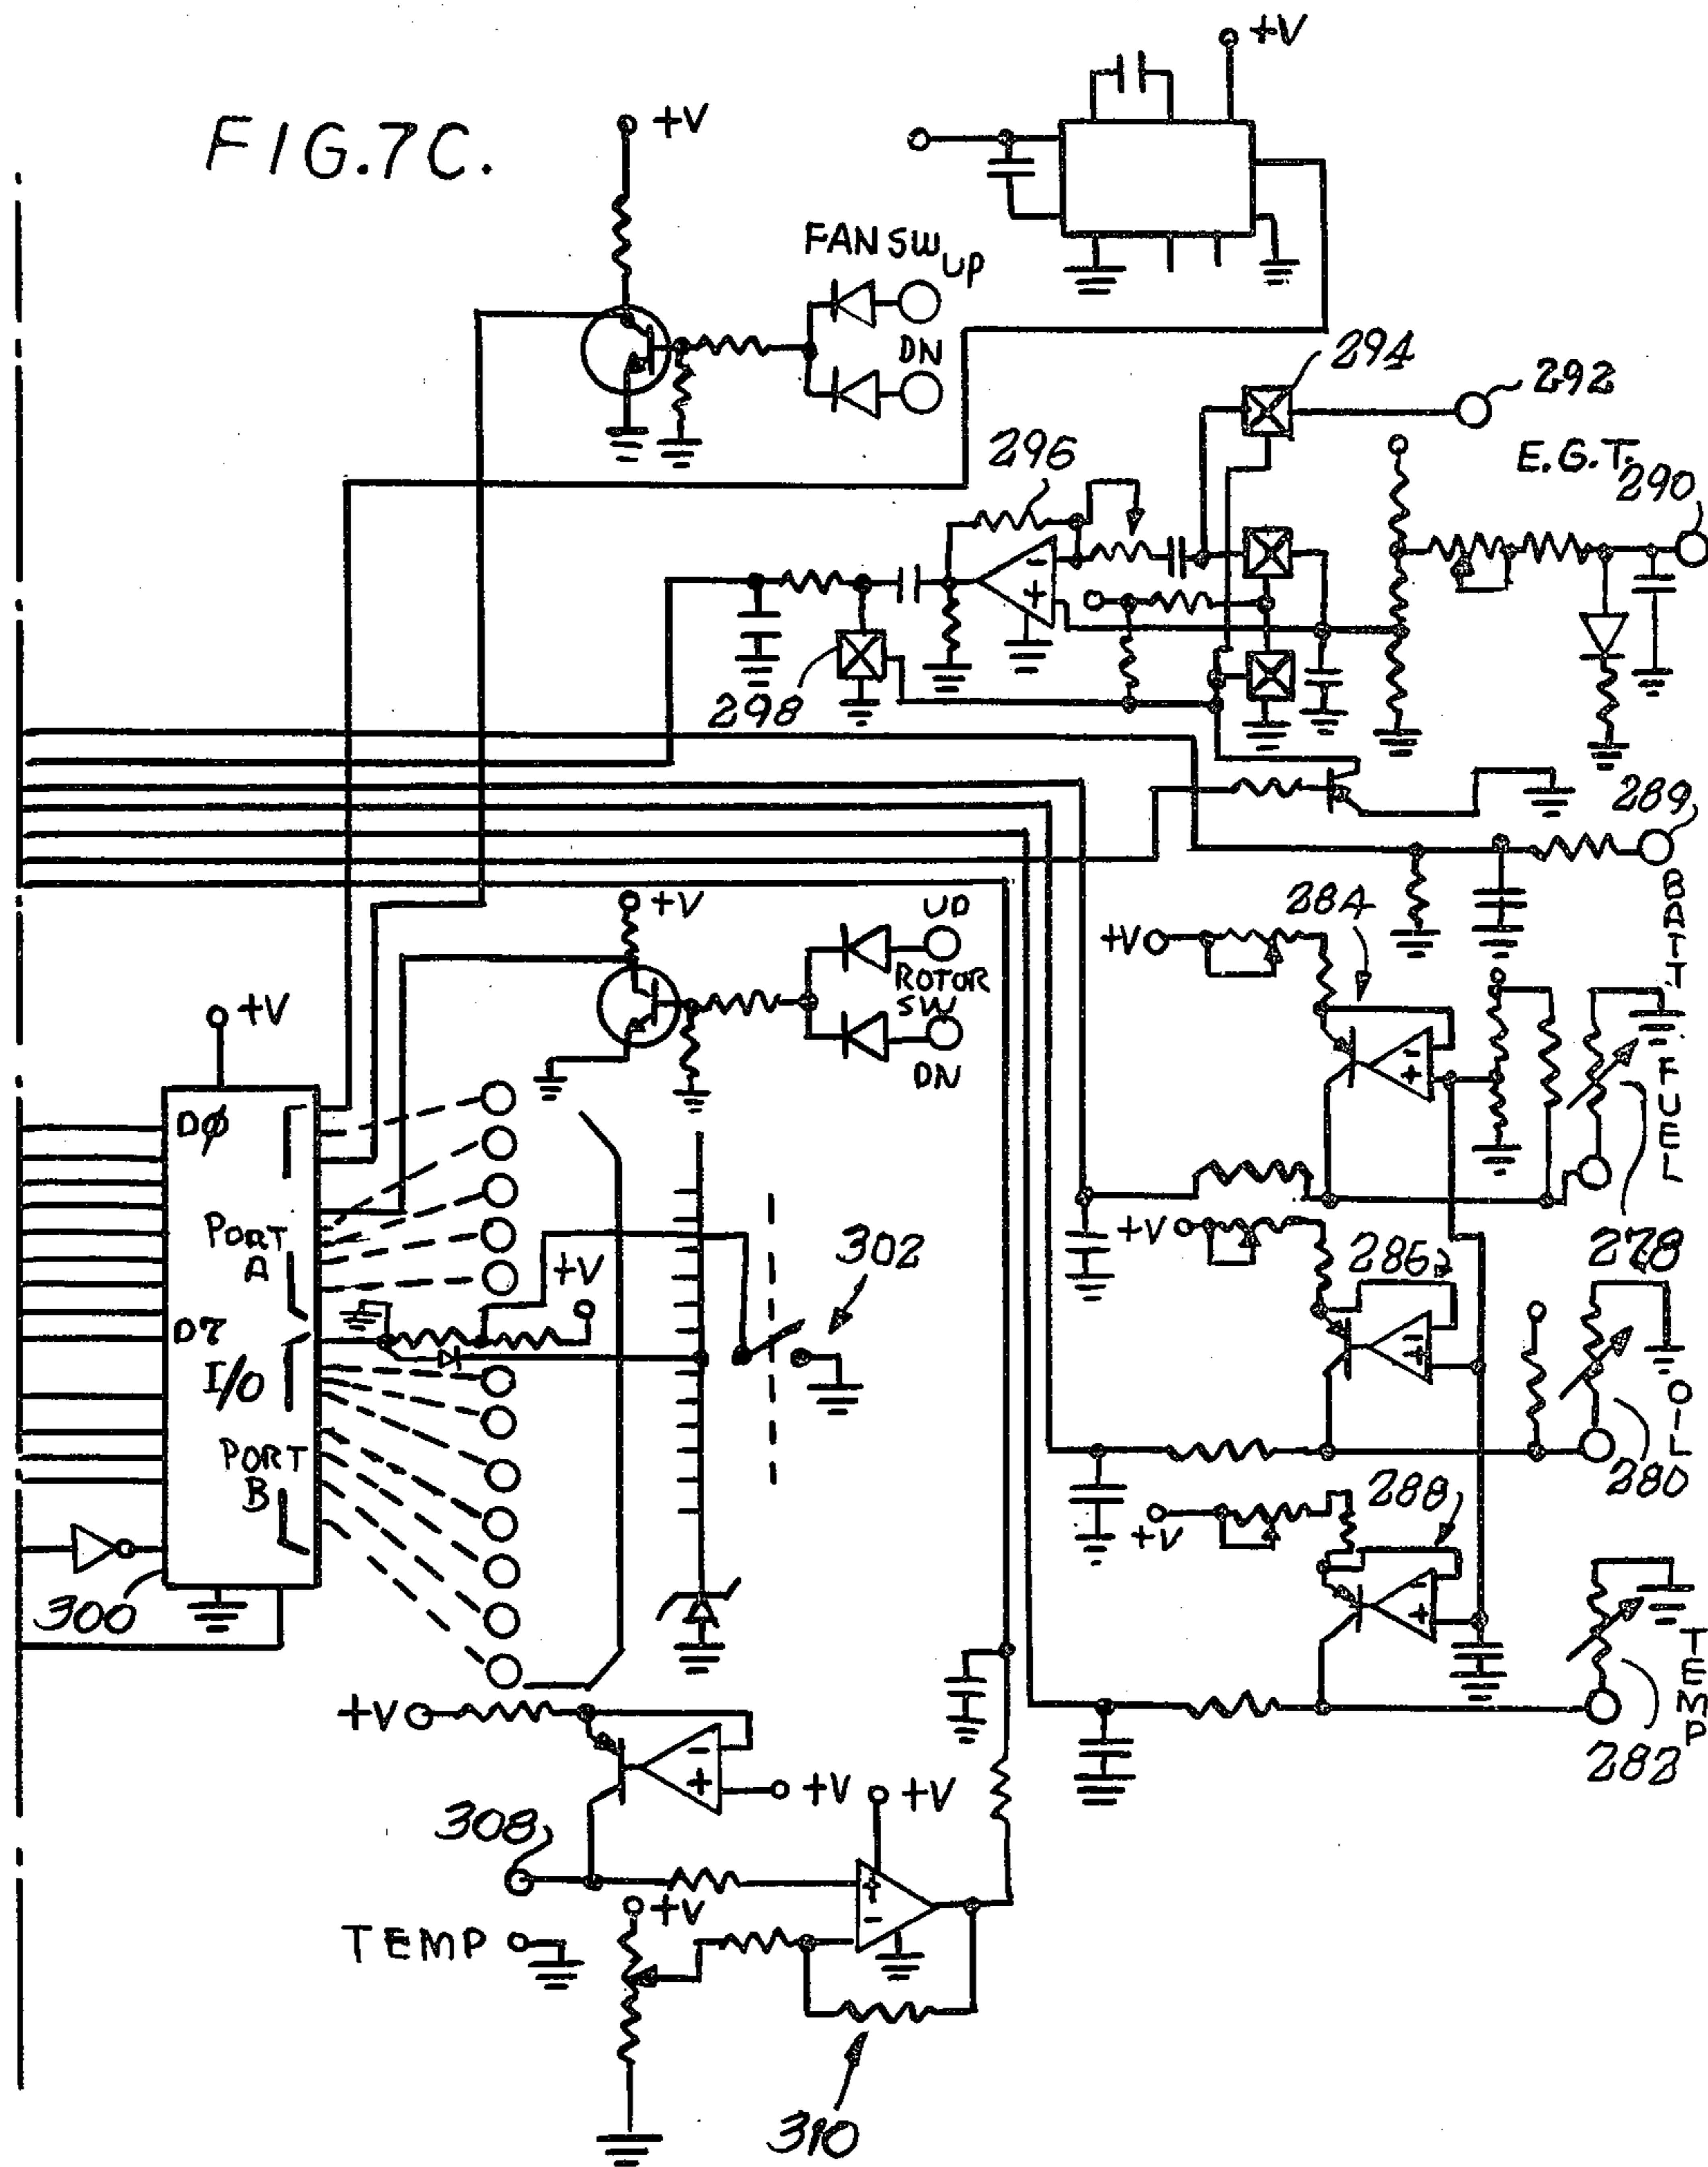 FIG.7C.
+V
+V
FAN SW
UP
DN
294
292
296
E.G.T.
290
-
+
298
289
BATT
+V
UP
ROTOR
SW
DN
284
+V
-
+
FUEL
278
+V
DØ
PORT
A
D7
I/O
PORT
B
300
+V
302
+V
286
-
+
OIL
280
+V
288
-
+
TEMP
282
+V
-
+
+V
308
+V
+
-
+V
TEMP
310